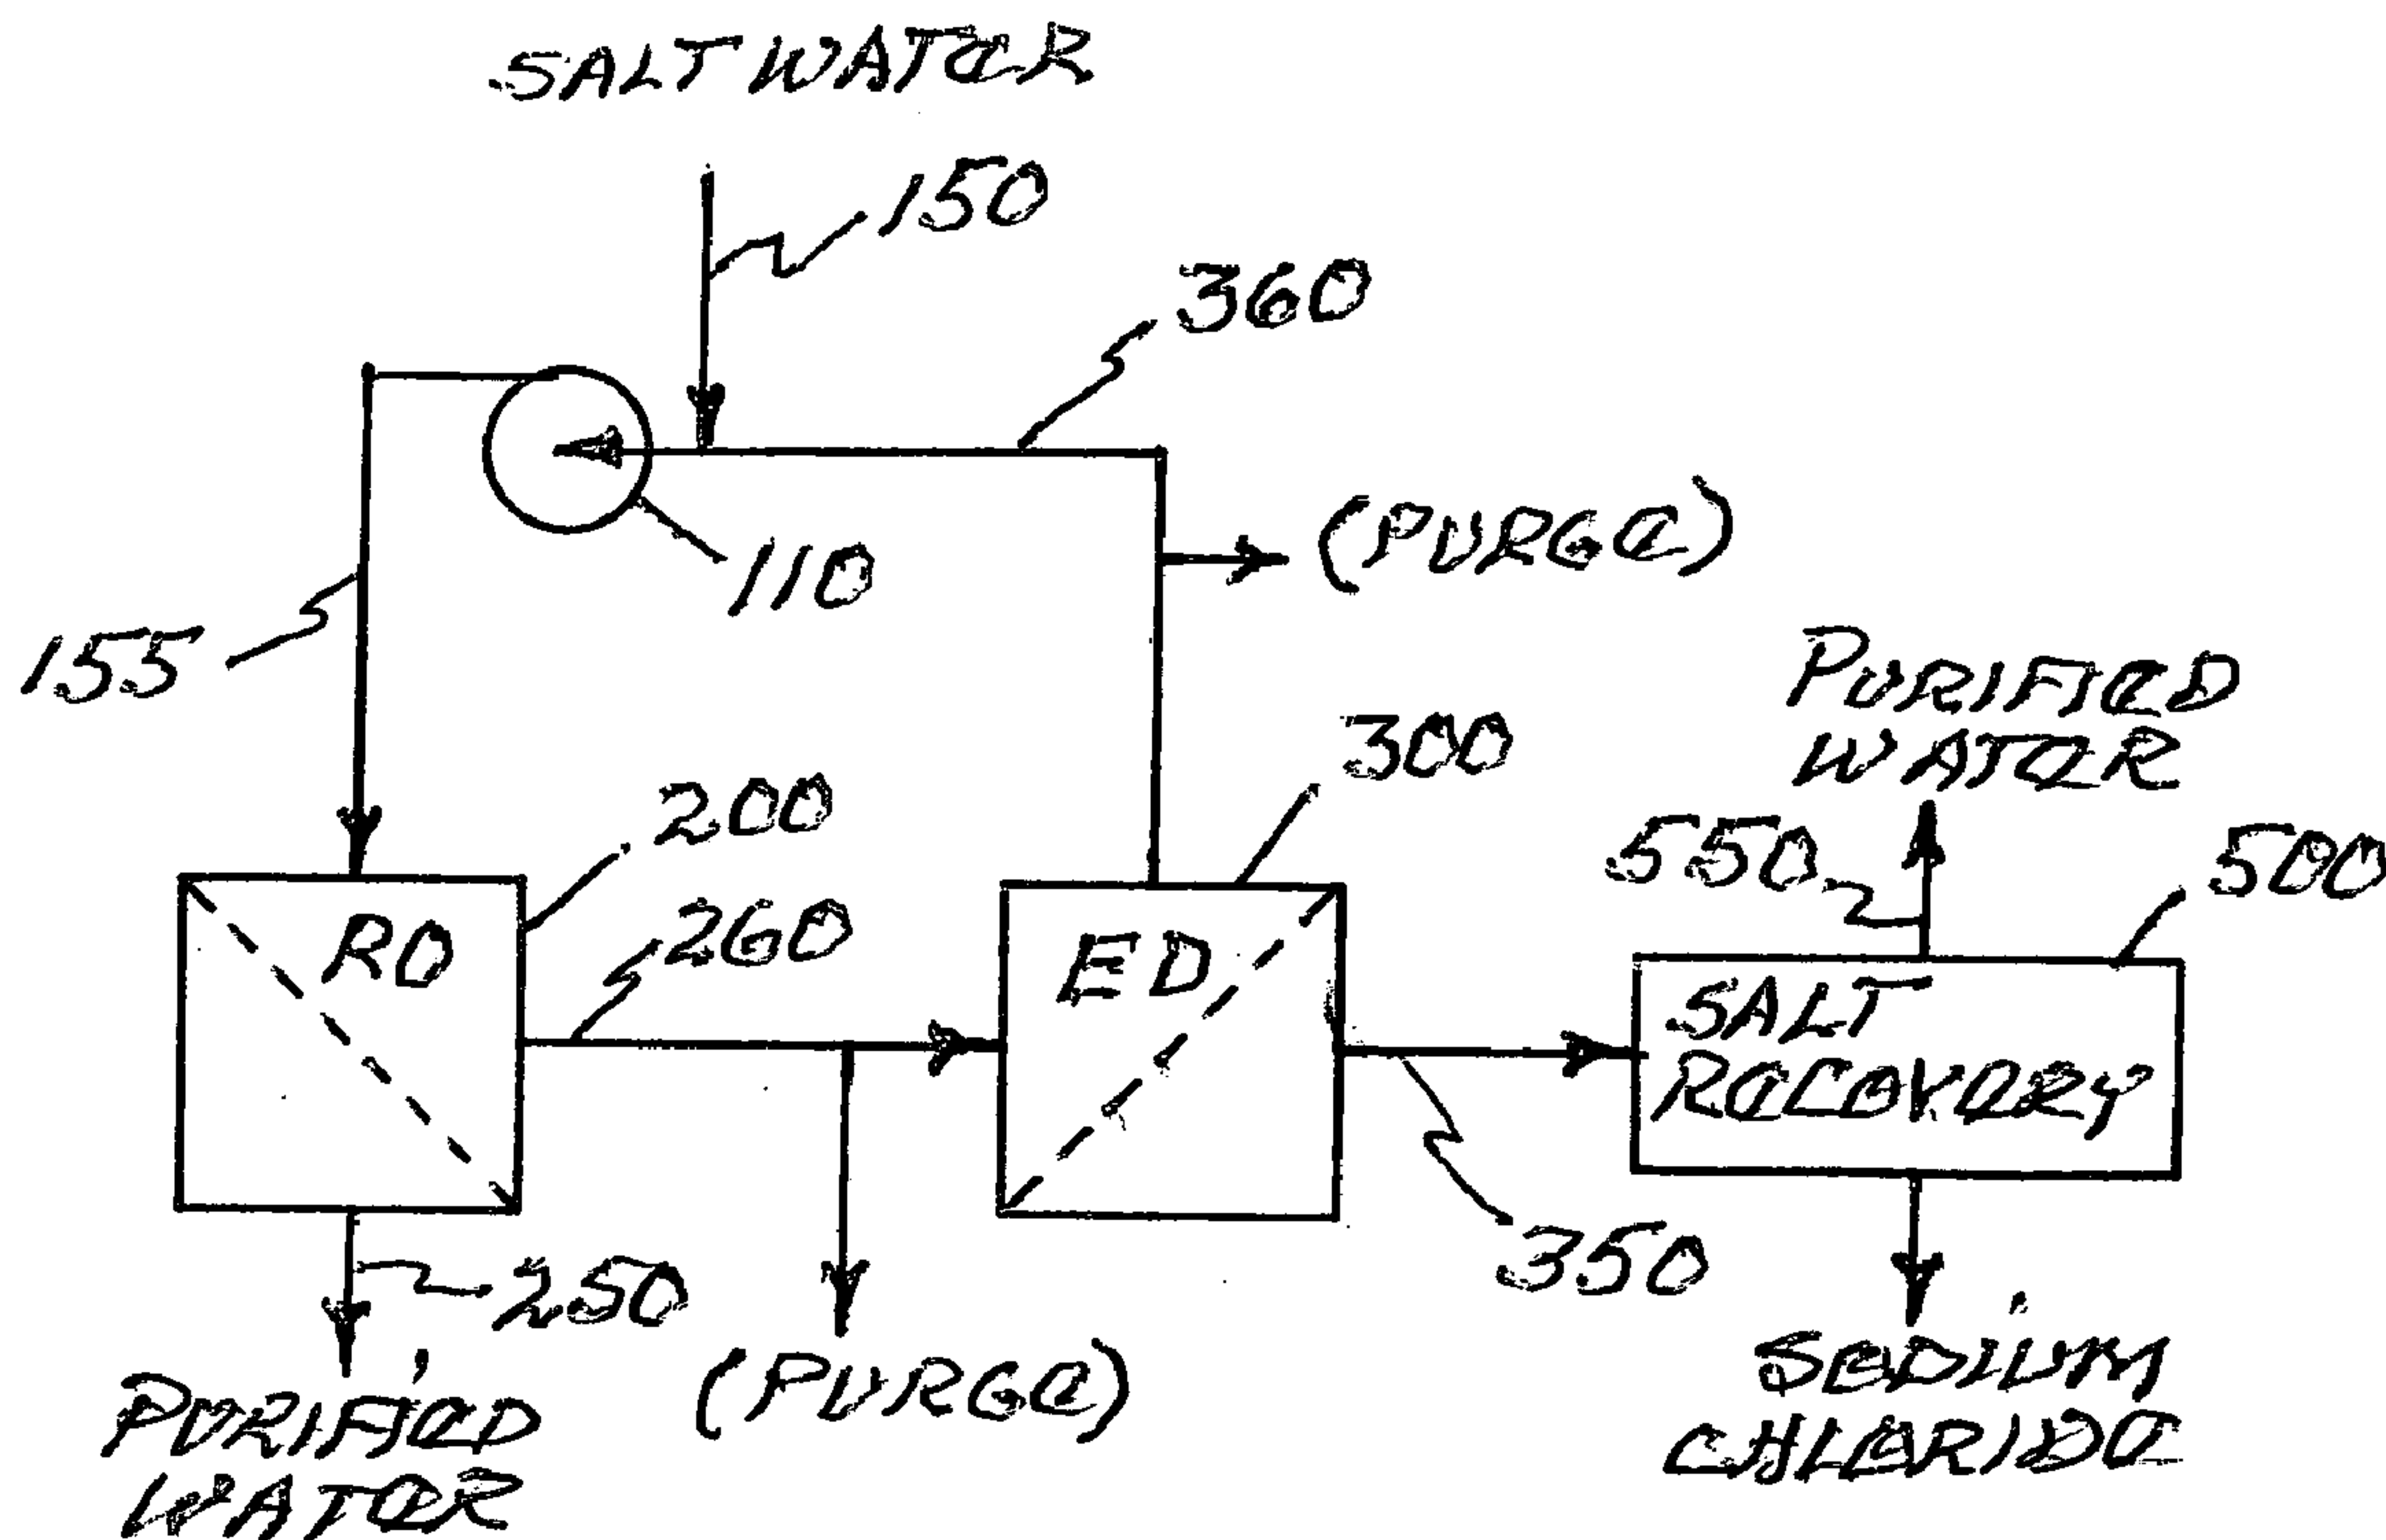 SALT WATER
150
360
(PURGE)
110
155
PURIFIED
WATER
300
200
550
500
260
RO
ED
SALT
RECOVERY
350
250
SODIUM
CHLORIDE
(PURGE)
PURIFIED
WATER